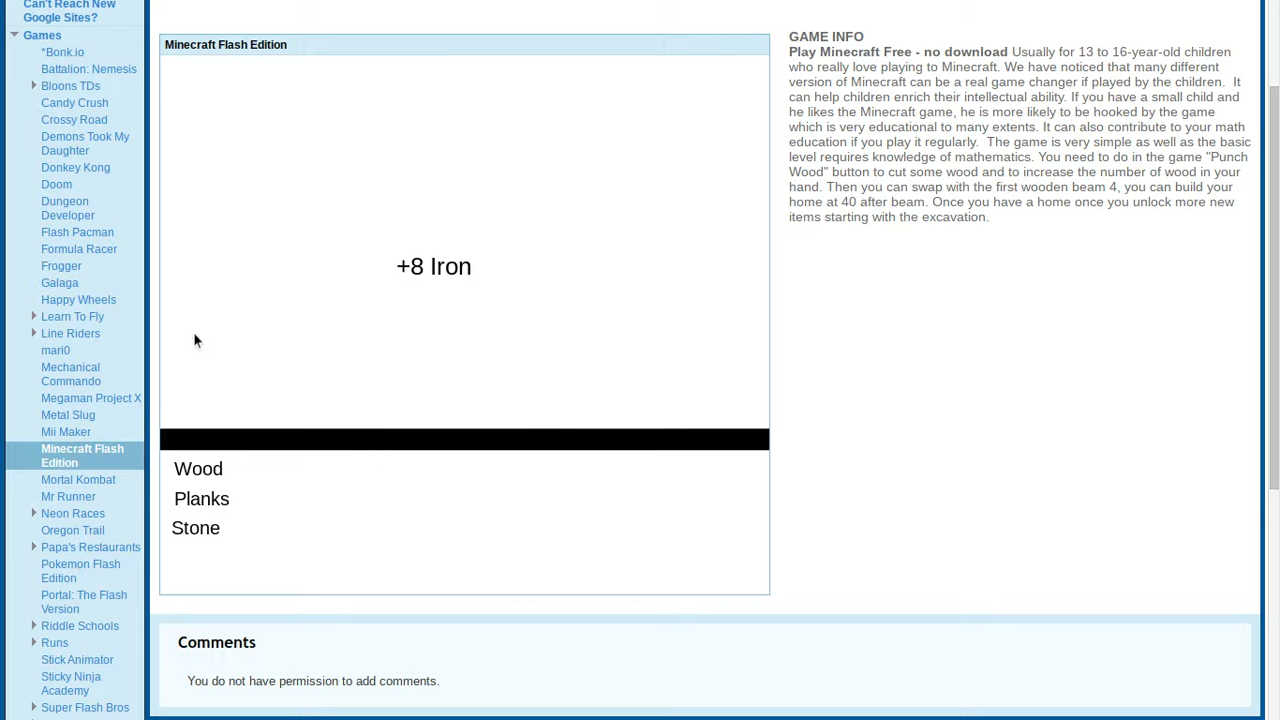 Can't Reach New
Google Sites?
Games
*Bonk.io
Battalion: Nemesis
Bloons TDs
Candy Crush
Crossy Road
Demons Took My
Daughter
Donkey Kong
Doom
Dungeon
Developer
Flash Pacman
Formula Racer
Frogger
Galaga
Happy Wheels
Learn To Fly
Line Riders
mari0
Mechanical
Commando
Megaman Project X
Metal Slug
Mii Maker
Minecraft Flash
Edition
Mortal Kombat
Mr Runner
Neon Races
Oregon Trail
Papa's Restaurants
Pokemon Flash
Edition
Portal: The Flash
Version
Riddle Schools
Runs
Stick Animator
Sticky Ninja
Academy
Super Flash Bros
Minecraft Flash Edition
+8 Iron
Wood
Planks
Stone
GAME INFO
Play Minecraft Free - no download Usually for 13 to 16-year-old children
who really love playing to Minecraft. We have noticed that many different
version of Minecraft can be a real game changer if played by the children. It
can help children enrich their intellectual ability. If you have a small child and
he likes the Minecraft game, he is more likely to be hooked by the game
which is very educational to many extents. It can also contribute to your math
education if you play it regularly. The game is very simple as well as the basic
level requires knowledge of mathematics. You need to do in the game "Punch
Wood" button to cut some wood and to increase the number of wood in your
hand. Then you can swap with the first wooden beam 4, you can build your
home at 40 after beam. Once you have a home once you unlock more new
items starting with the excavation.
Comments
You do not have permission to add comments.